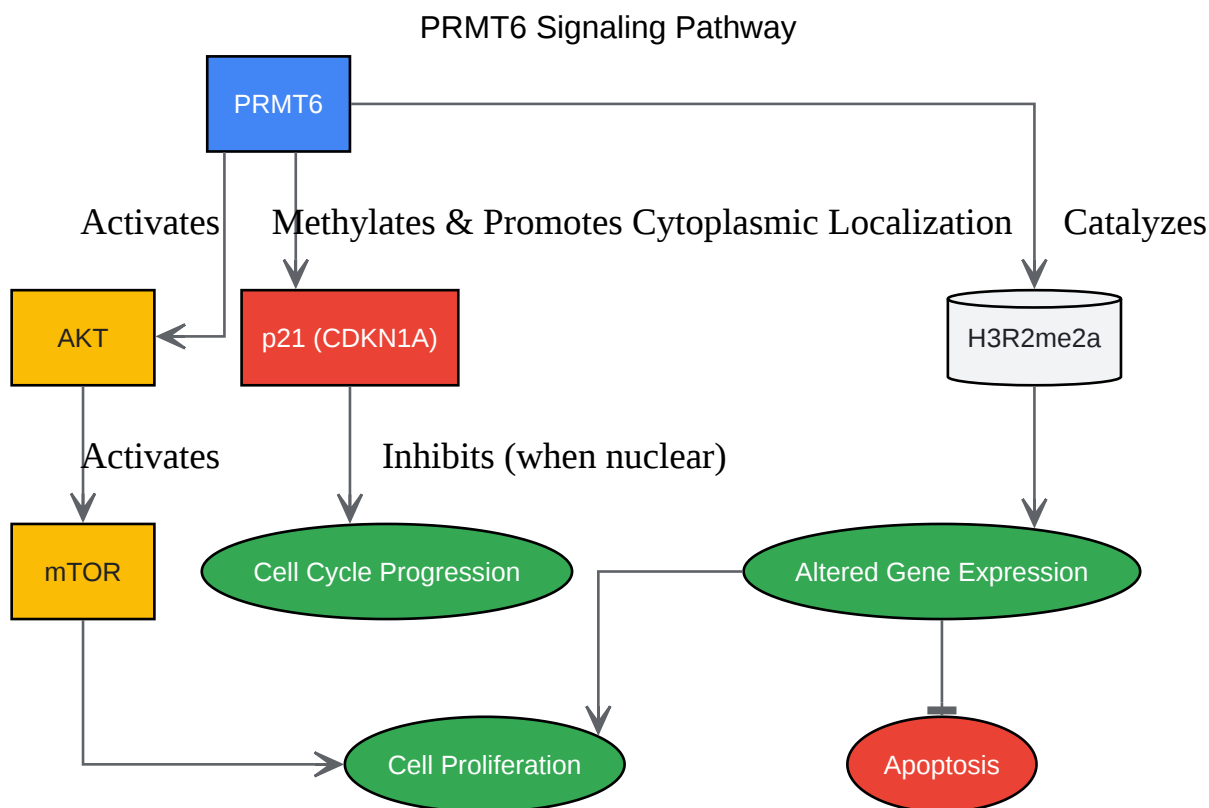 PRMT6 Signaling Pathway
PRMT6
Activates
Methylates & Promotes Cytoplasmic Localization
Catalyzes
AKT
p21 (CDKN1A)
H3R2me2a
Activates
Inhibits (when nuclear)
mTOR
Cell Cycle Progression
Altered Gene Expression
Cell Proliferation
Apoptosis